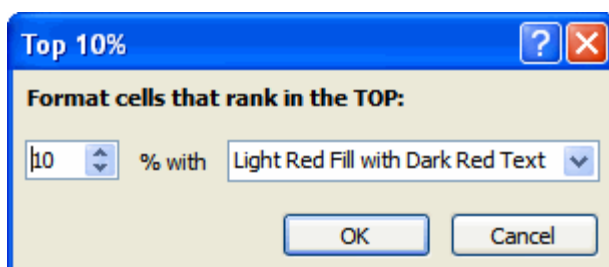 Top 10%
Format cells that rank in the TOP:
10 % with Light Red Fill with Dark Red Text
OK Cancel